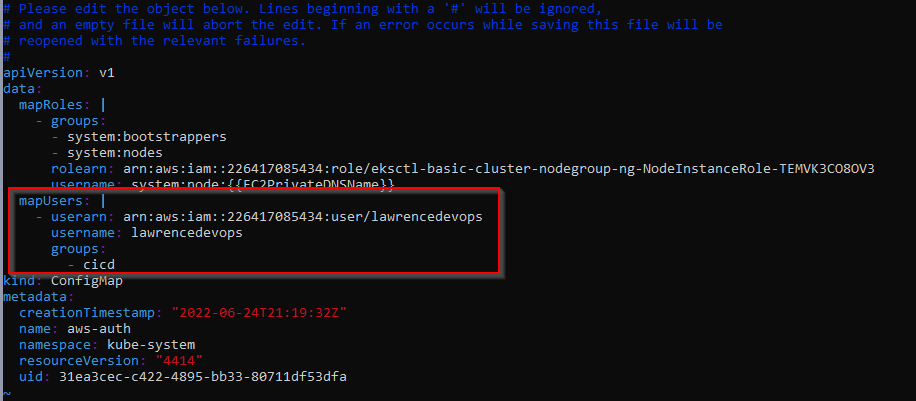 # Please edit the object below. Lines beginning with a '#' will be ignored,
# and an empty file will abort the edit. If an error occurs while saving this file will be
# reopened with the relevant failures.
#
apiVersion: v1
data:
  mapRoles: |
    - groups:
      - system:bootstrappers
      - system:nodes
      rolearn: arn:aws:iam::226417085434:role/eksctl-basic-cluster-nodegroup-ng-NodeInstanceRole-TEMVK3CO8OV3
      username: system:node:{{EC2PrivateDNSName}}
  mapUsers: |
    - userarn: arn:aws:iam::226417085434:user/lawrencedevops
      username: lawrencedevops
      groups:
        - cicd
kind: ConfigMap
metadata:
  creationTimestamp: "2022-06-24T21:19:32Z"
  name: aws-auth
  namespace: kube-system
  resourceVersion: "4414"
  uid: 31ea3cec-c422-4895-bb33-80711df53dfa
~